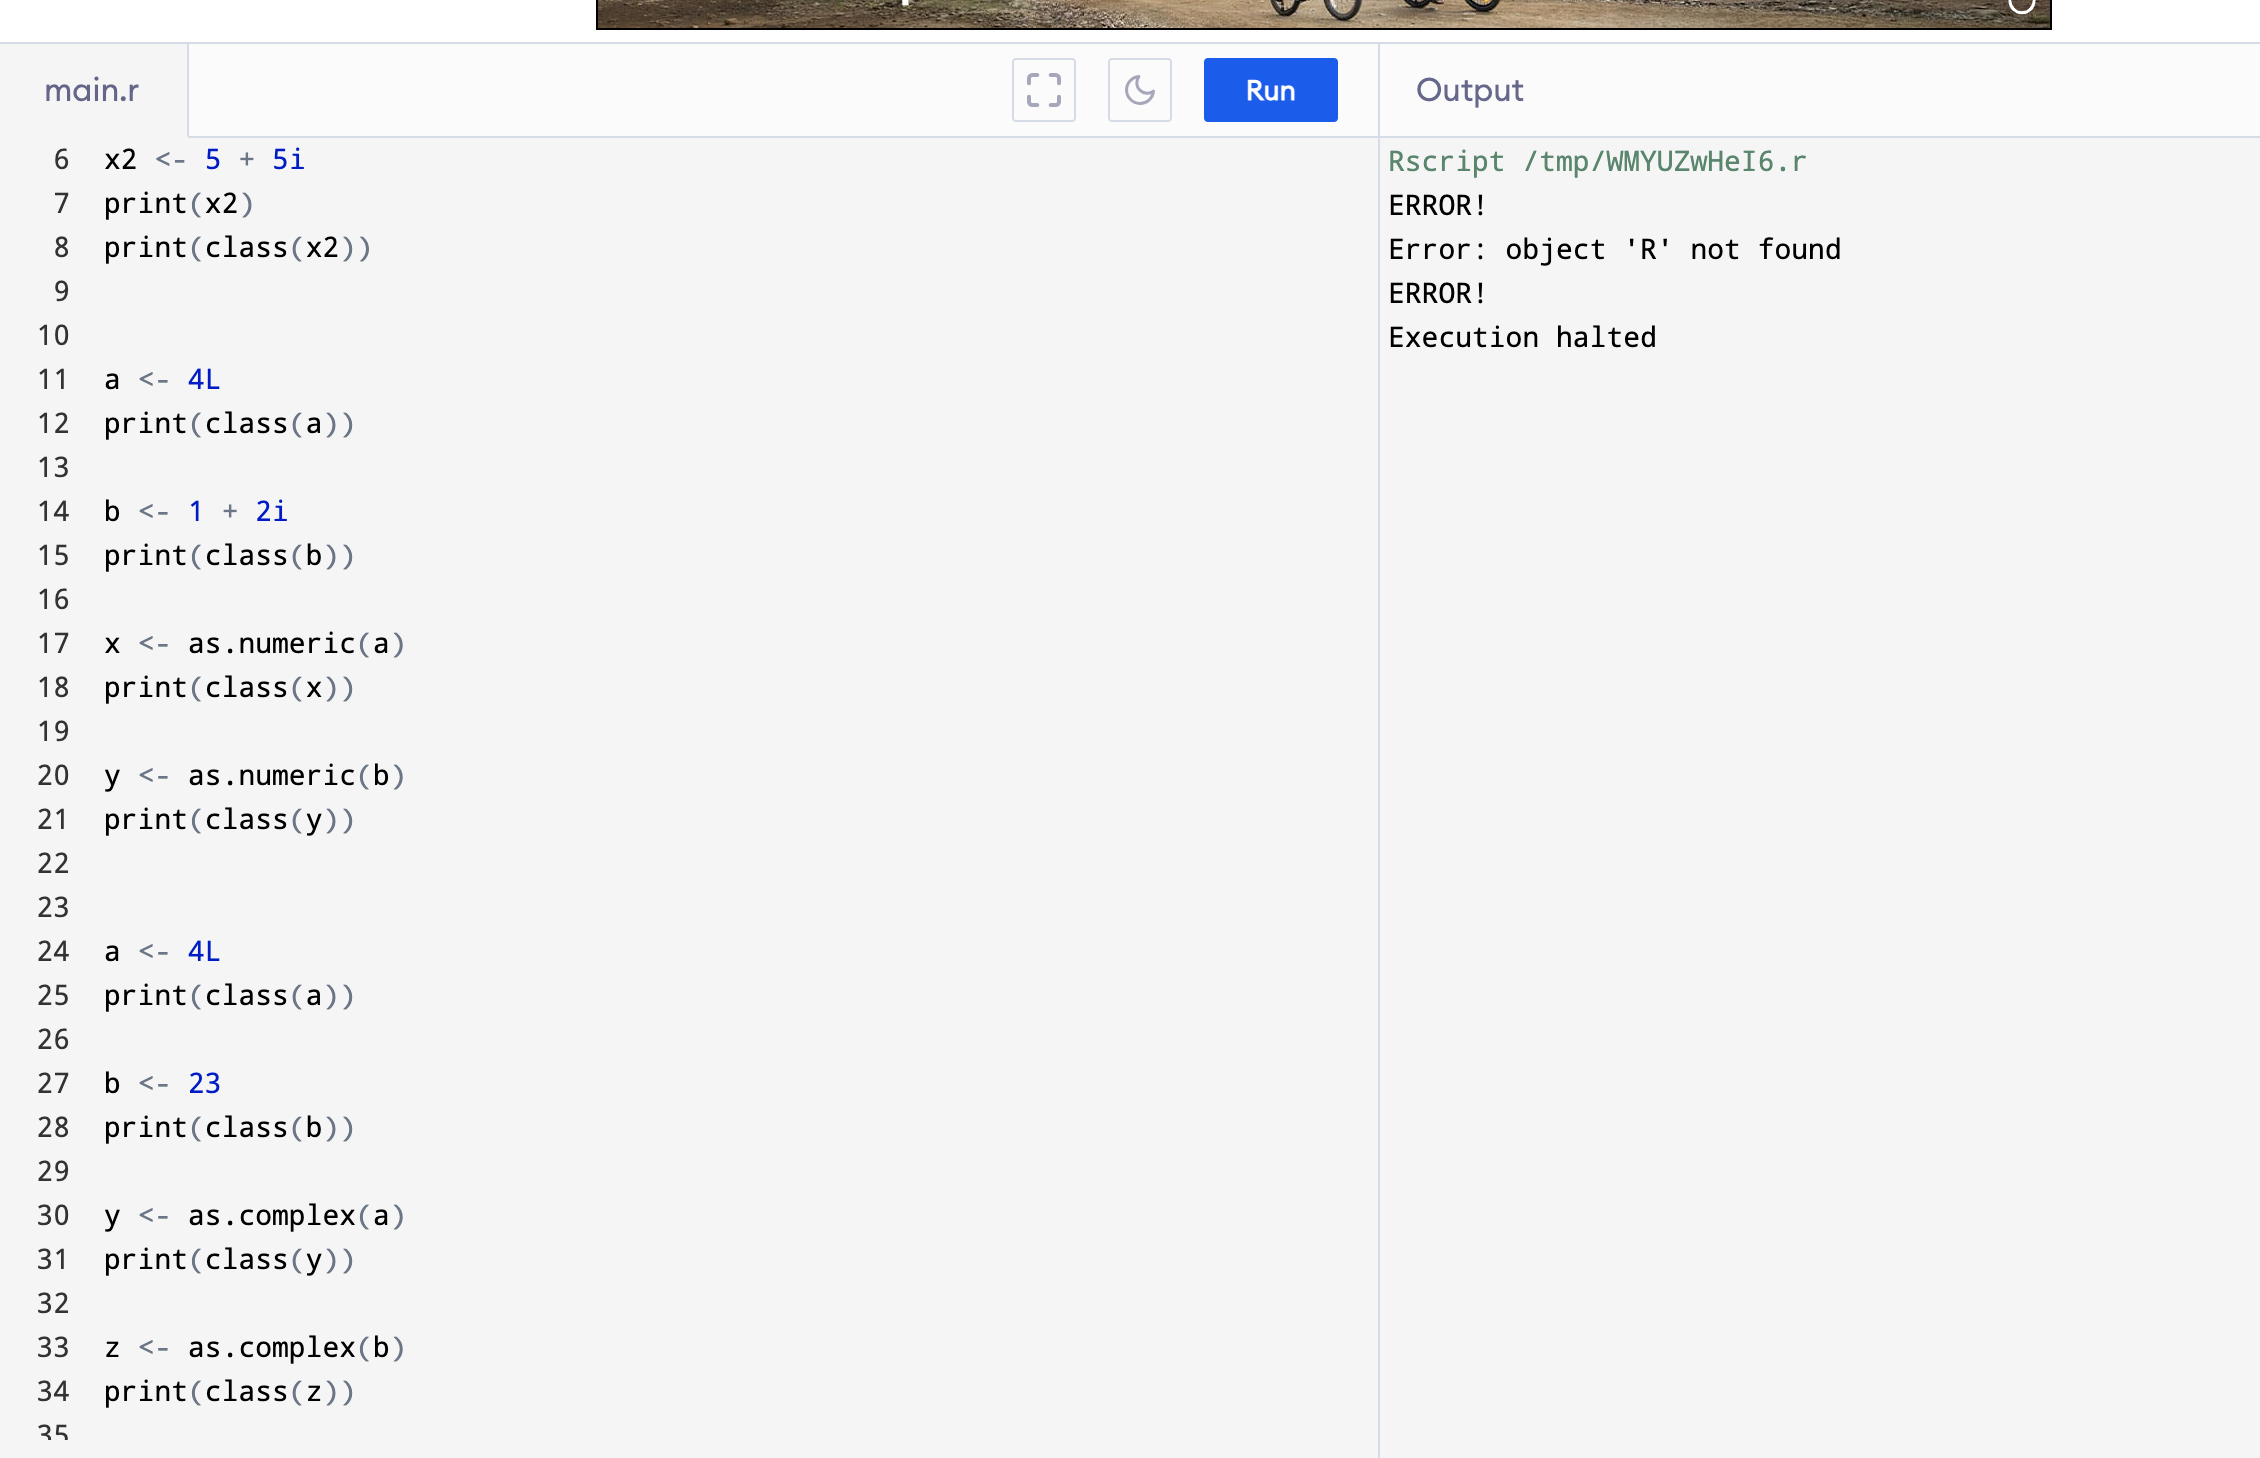 main.r
Run
Output
6 x2 <- 5 + 5i
7 print(x2)
8 print(class(x2))
9
10
11 a <- 4L
12 print(class(a))
13
14 b <- 1 + 2i
15 print(class(b))
16
17 x <- as.numeric(a)
18 print(class(x))
19
20 y <- as.numeric(b)
21 print(class(y))
22
23
24 a <- 4L
25 print(class(a))
26
27 b <- 23
28 print(class(b))
29
30 y <- as.complex(a)
31 print(class(y))
32
33 z <- as.complex(b)
34 print(class(z))
35
Rscript /tmp/WMYUZwHeI6.r
ERROR!
Error: object 'R' not found
ERROR!
Execution halted